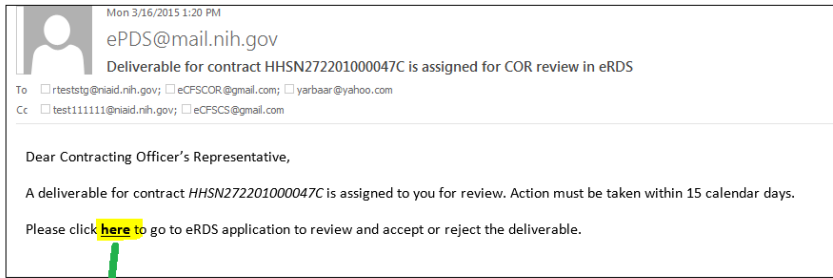 Mon 3/16/2015 1:20 PM
ePDS@mail.nih.gov
Deliverable for contract HHSN272201000047C is assigned for COR review in eRDS
To rteststg@niaid.nih.gov; eCFSCOR@gmail.com; yarbaar@yahoo.com
Cc test111111@niaid.nih.gov; eCFSCS@gmail.com
Dear Contracting Officer's Representative,
A deliverable for contract HHSN272201000047C is assigned to you for review. Action must be taken within 15 calendar days.
Please click here to go to eRDS application to review and accept or reject the deliverable.